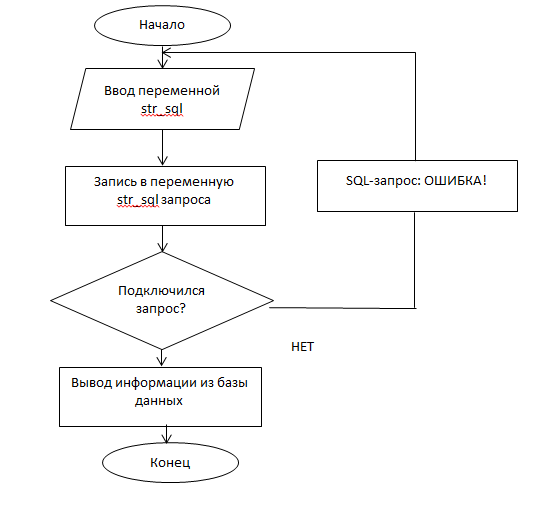 Начало
Ввод переменной
str_sql
Запись в переменную
str_sql запроса
SQL-запрос: ОШИБКА!
Подключился
запрос?
НЕТ
Вывод информации из базы
данных
Конец